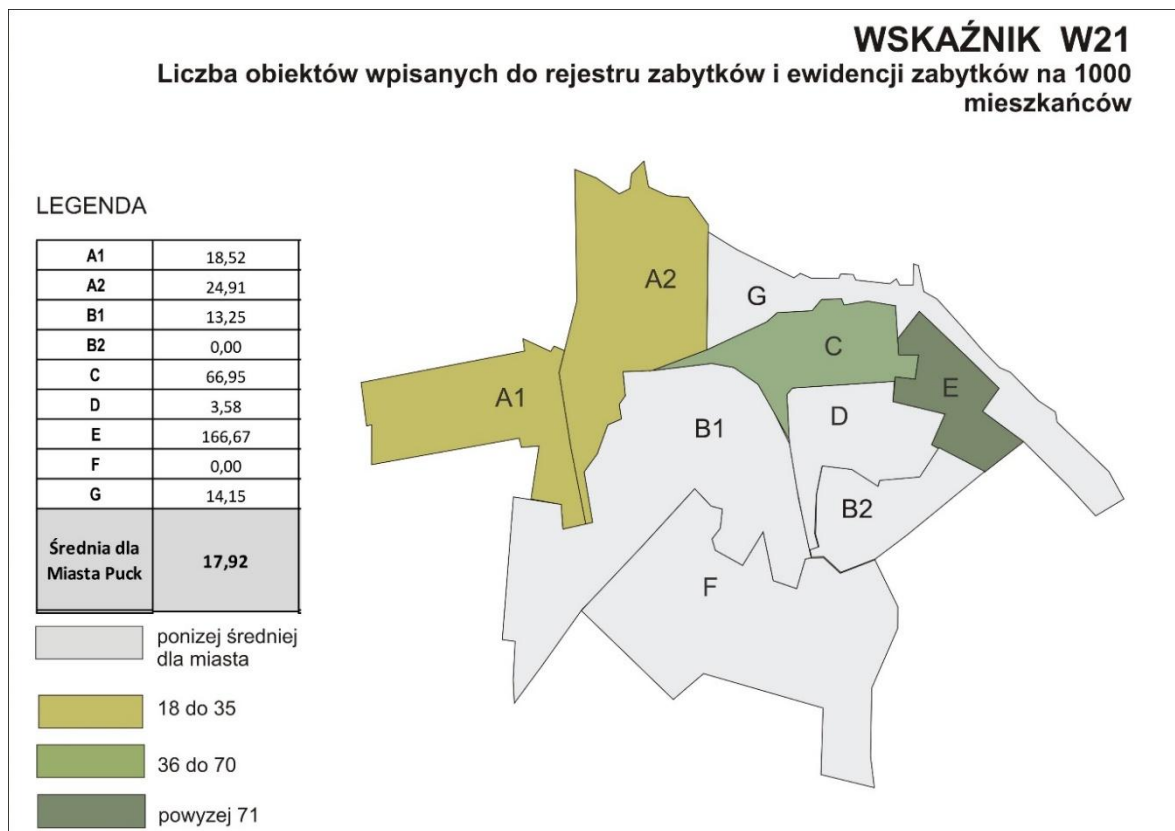 WSKAŹNIK W21
Liczba obiektów wpisanych do rejestru zabytków i ewidencji zabytków na 1000
mieszkańców
LEGENDA
A1 18,52
A2 24,91
B1 13,25
B2 0,00
C 66,95
D 3,58
E 166,67
F 0,00
G 14,15
Średnia dla
Miasta Puck 17,92
ponizej średniej
dla miasta
18 do 35
36 do 70
powyzej 71
A2
G
C
A1
E
B1
D
B2
F